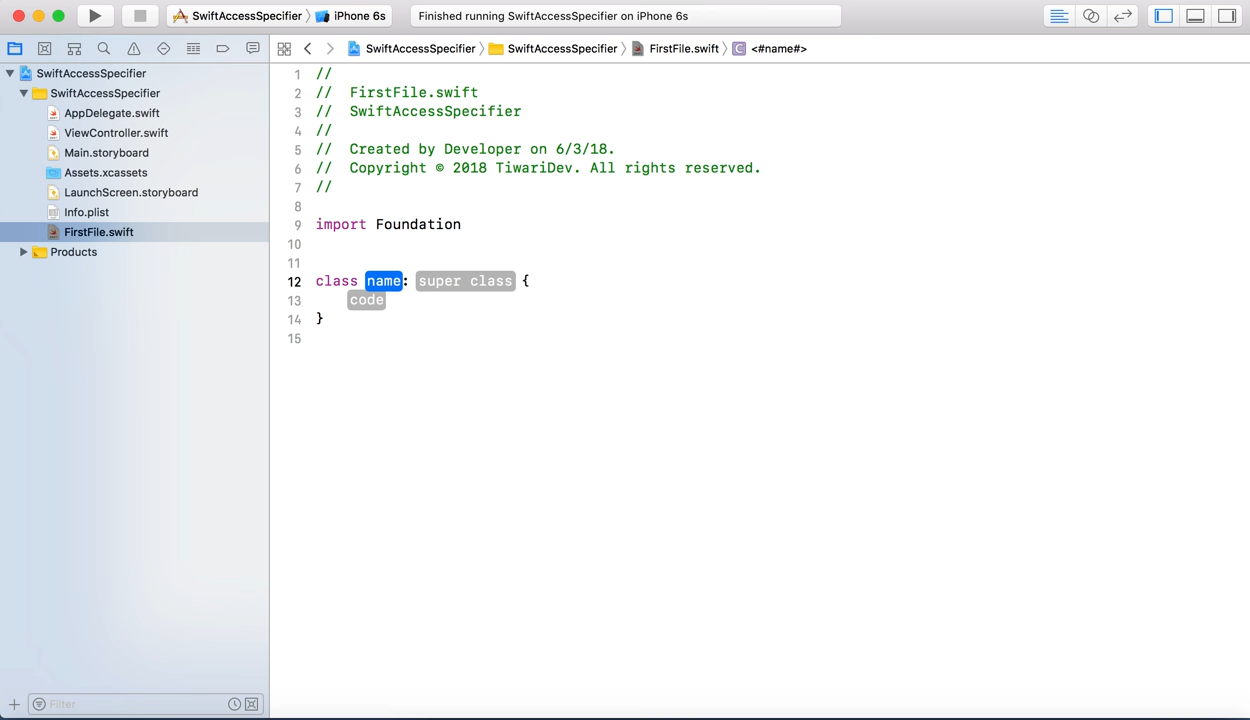 SwiftAccessSpecifier 〉 iPhone 6s
Finished running SwiftAccessSpecifier on iPhone 6s
SwiftAccessSpecifier 〉 SwiftAccessSpecifier 〉 FirstFile.swift 〉 C <#name#>
SwiftAccessSpecifier
SwiftAccessSpecifier
AppDelegate.swift
ViewController.swift
Main.storyboard
Assets.xcassets
LaunchScreen.storyboard
Info.plist
FirstFile.swift
Products
Filter
1 //
2 //  FirstFile.swift
3 //  SwiftAccessSpecifier
4 //
5 //  Created by Developer on 6/3/18.
6 //  Copyright © 2018 TiwariDev. All rights reserved.
7 //
8
9 import Foundation
10
11
12 class name: super class {
13     code
14 }
15